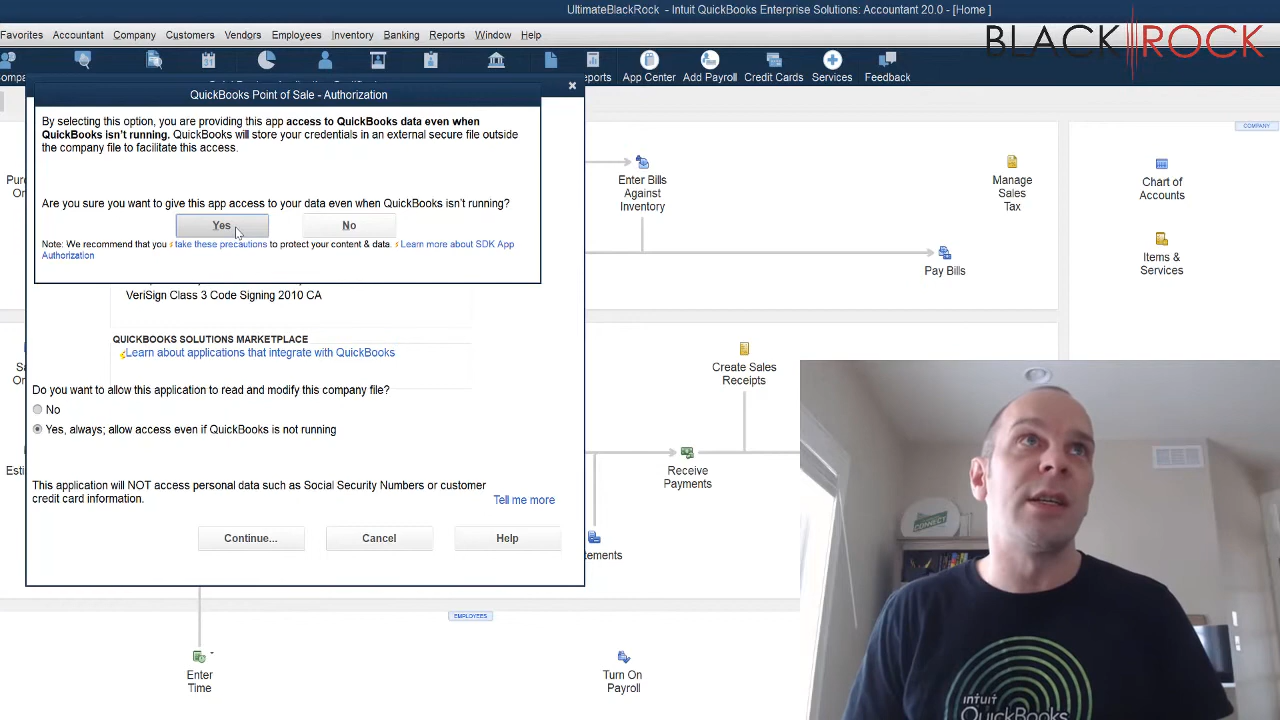 UltimateBlackRock - Intuit QuickBooks Enterprise Solutions: Accountant 20.0 - [Home ]
Favorites Accountant Company Customers Vendors Employees Inventory Banking Reports Window Help
BLACK ROCK
App Center Add Payroll Credit Cards Services Feedback
QuickBooks Point of Sale - Authorization
By selecting this option, you are providing this app access to QuickBooks data even when
QuickBooks isn't running. QuickBooks will store your credentials in an external secure file outside
the company file to facilitate this access.
Are you sure you want to give this app access to your data even when QuickBooks isn't running?
Yes No
Note: We recommend that you take these precautions to protect your content & data. Learn more about SDK App
Authorization
VeriSign Class 3 Code Signing 2010 CA
QUICKBOOKS SOLUTIONS MARKETPLACE
Learn about applications that integrate with QuickBooks
Do you want to allow this application to read and modify this company file?
No
Yes, always; allow access even if QuickBooks is not running
This application will NOT access personal data such as Social Security Numbers or customer
credit card information.
Tell me more
Continue... Cancel Help
COMPANY
Enter Bills
Against
Inventory
Manage
Sales
Tax
Chart of
Accounts
Pay Bills
Items &
Services
Create Sales
Receipts
Receive
Payments
EMPLOYEES
Enter
Time
Turn On
Payroll
CONNECT
intuit
QuickBooks